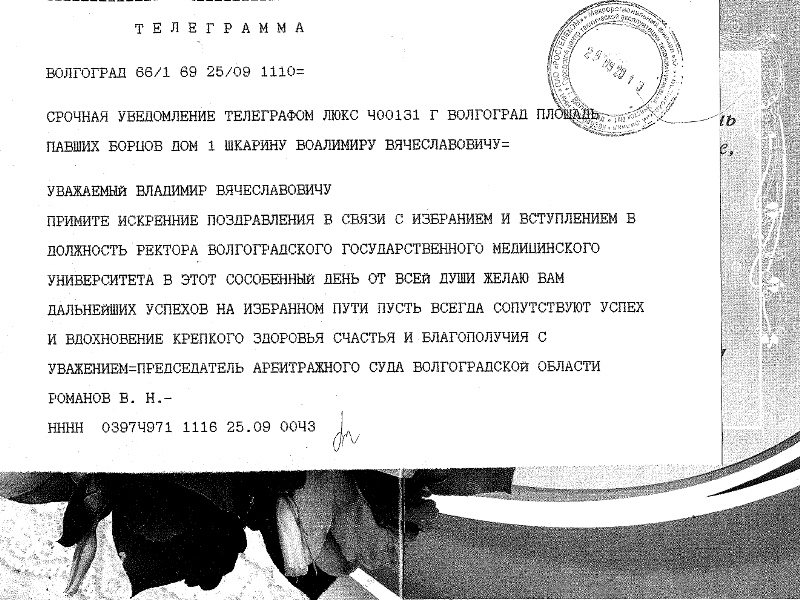 ТЕЛЕГРАММА
ВОЛГОГРАД 66/1 69 25/09 1110=
СРОЧНАЯ УВЕДОМЛЕНИЕ ТЕЛЕГРАФОМ ЛЮКС 400131 Г ВОЛГОГРАД ПЛОЩАДЬ
ПАВШИХ БОРЦОВ ДОМ 1 ШКАРИНУ ВОАЛИМИРУ ВЯЧЕСЛАВОВИЧУ=
УВАЖАЕМЫЙ ВЛАДИМИР ВЯЧЕСЛАВОВИЧУ
ПРИМИТЕ ИСКРЕННИЕ ПОЗДРАВЛЕНИЯ В СВЯЗИ С ИЗБРАНИЕМ И ВСТУПЛЕНИЕМ В
ДОЛЖНОСТЬ РЕКТОРА ВОЛГОГРАДСКОГО ГОСУДАРСТВЕННОГО МЕДИЦИНСКОГО
УНИВЕРСИТЕТА В ЭТОТ СОСОБЕННЫЙ ДЕНЬ ОТ ВСЕЙ ДУШИ ЖЕЛАЮ ВАМ
ДАЛЬНЕЙШИХ УСПЕХОВ НА ИЗБРАННОМ ПУТИ ПУСТЬ ВСЕГДА СОПУТСТВУЮТ УСПЕХ
И ВДОХНОВЕНИЕ КРЕПКОГО ЗДОРОВЬЯ СЧАСТЬЯ И БЛАГОПОЛУЧИЯ С
УВАЖЕНИЕМ=ПРЕДСЕДАТЕЛЬ АРБИТРАЖНОГО СУДА ВОЛГОГРАДСКОЙ ОБЛАСТИ
РОМАНОВ В. Н.-
НННН 03974971 1116 25.09 0043